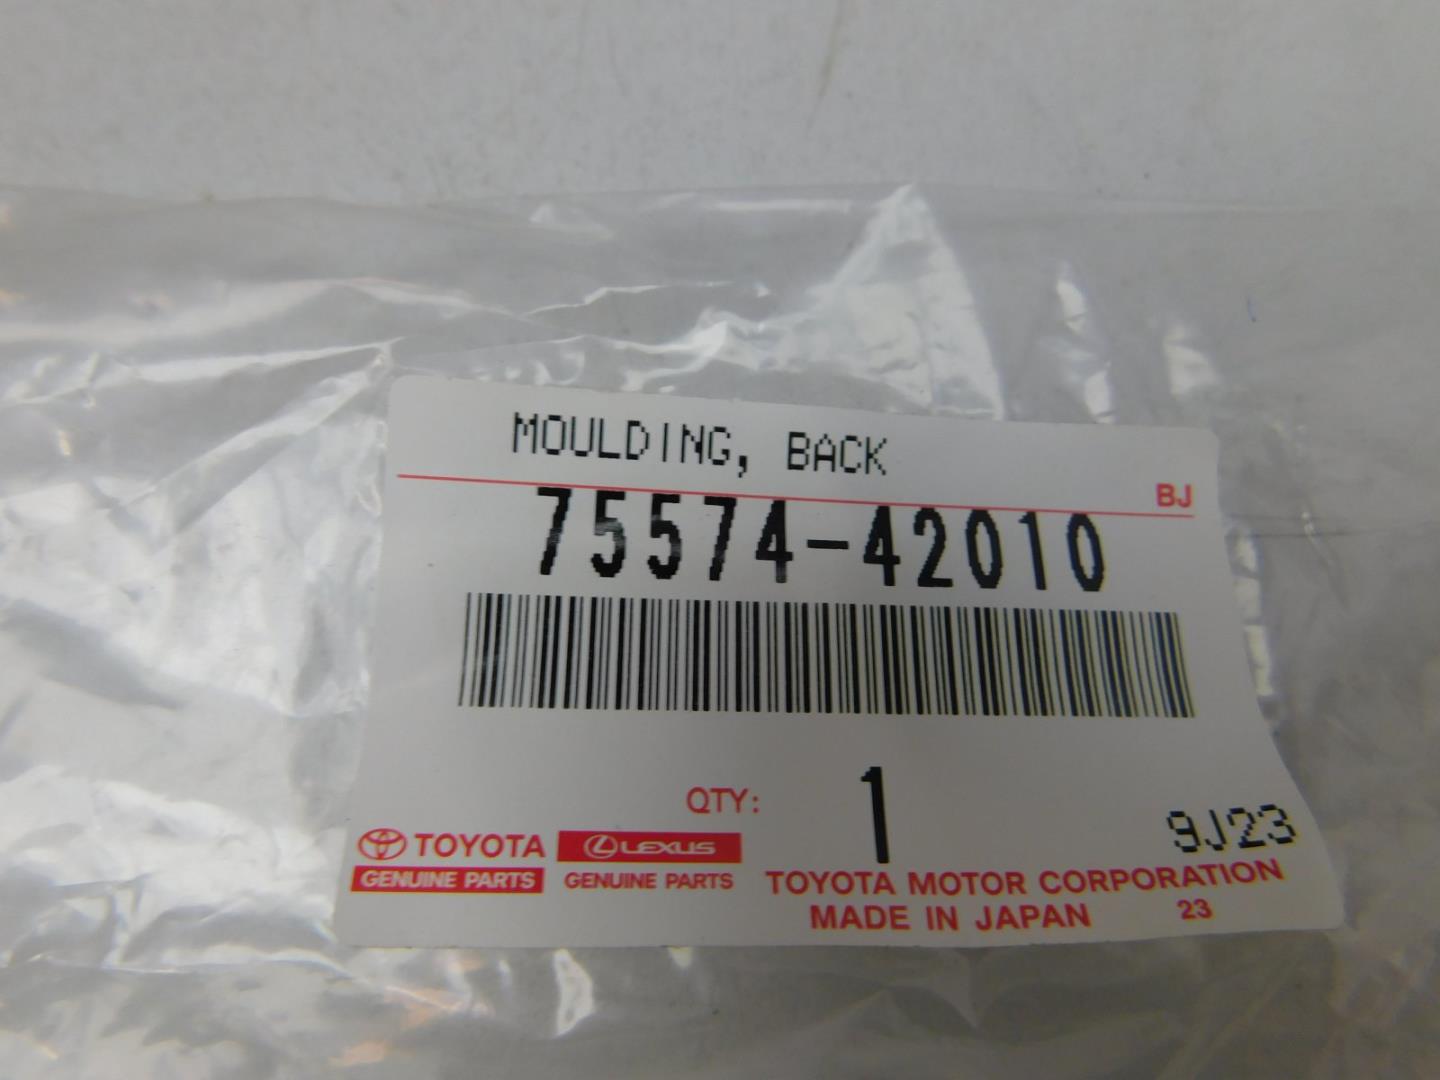 MOULDING, BACK
BJ
75574-42010
QTY: 1
9J23
TOYOTA
GENUINE PARTS
LEXUS
GENUINE PARTS
TOYOTA MOTOR CORPORATION
MADE IN JAPAN 23